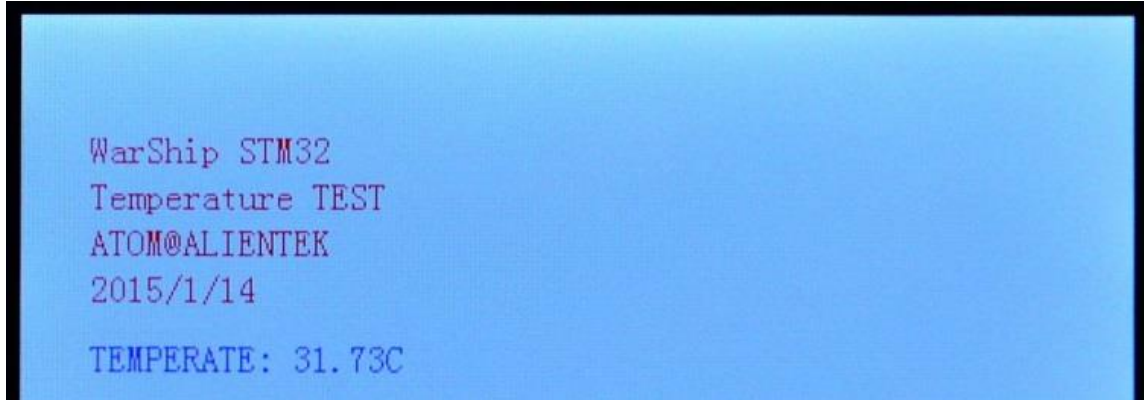 WarShip STM32
Temperature TEST
ATOM@ALIENTEK
2015/1/14
TEMPERATE: 31.73C